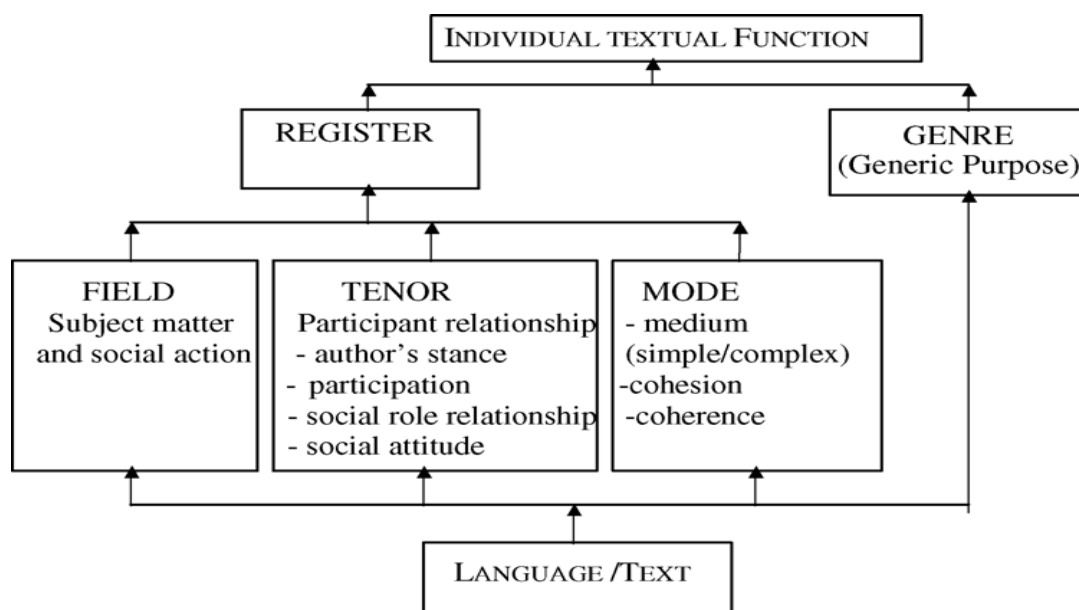 INDIVIDUAL TEXTUAL FUNCTION
REGISTER
GENRE
(Generic Purpose)
FIELD
Subject matter
and social action
TENOR
Participant relationship
- author's stance
- participation
- social role relationship
- social attitude
MODE
- medium
(simple/complex)
-cohesion
-coherence
LANGUAGE /TEXT